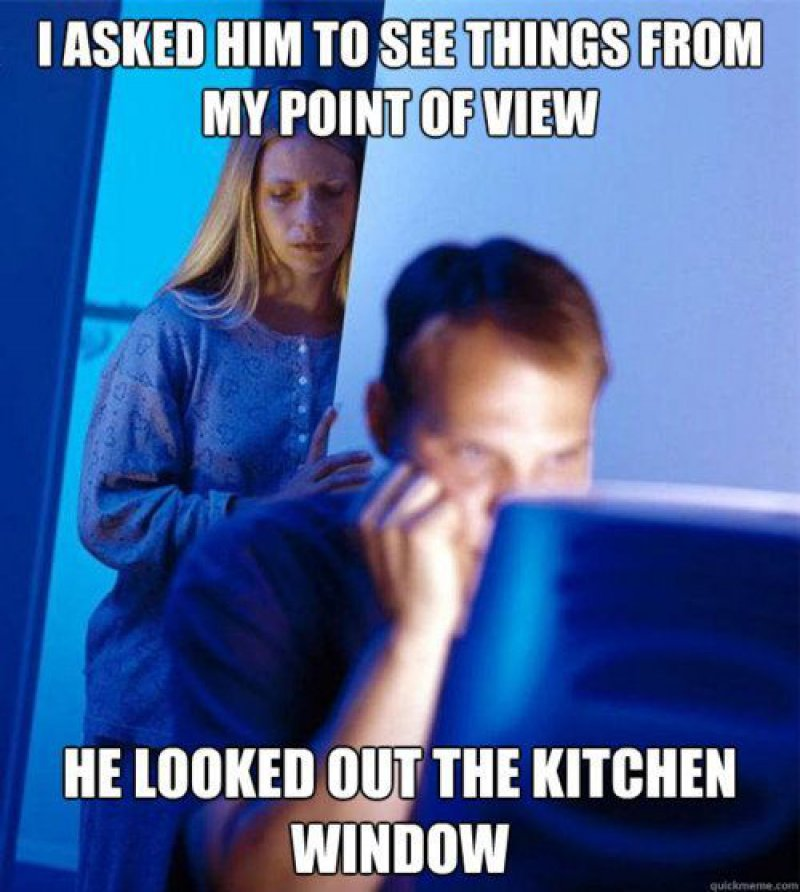 I ASKED HIM TO SEE THINGS FROM
MY POINT OF VIEW
HE LOOKED OUT THE KITCHEN
WINDOW
quickmeme.com